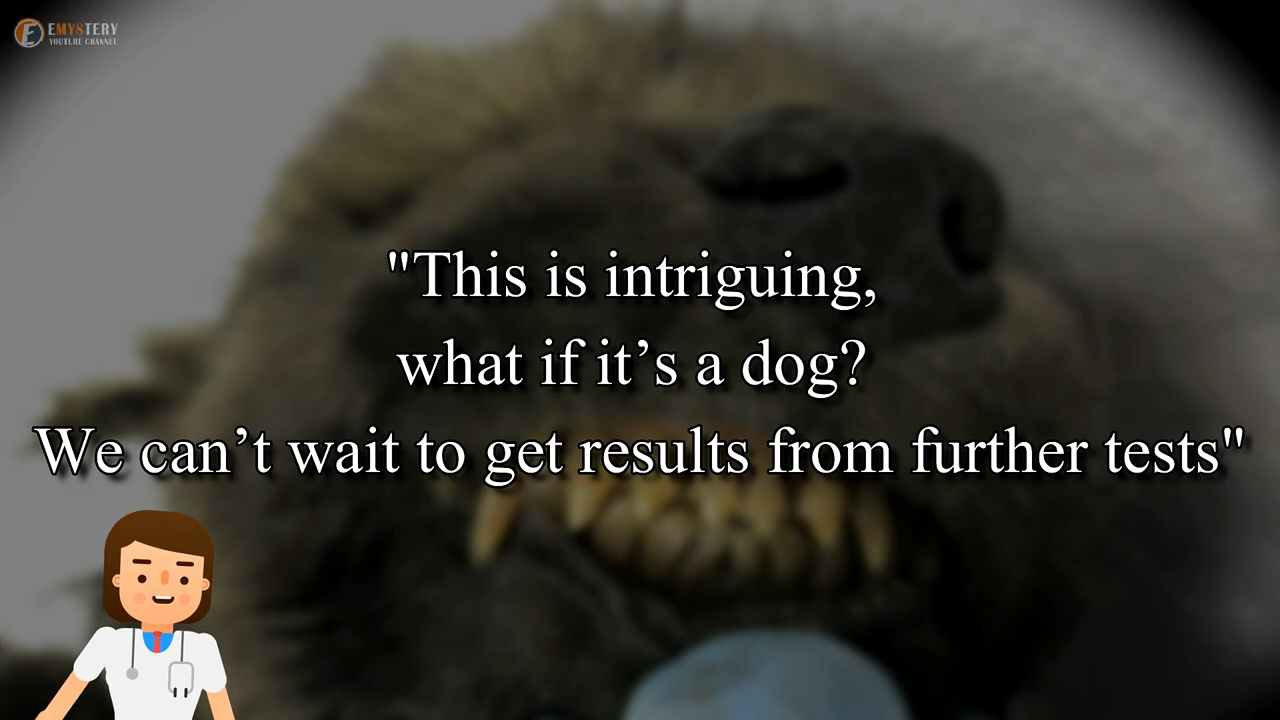 EMYSTERY
YOUTUBE CHANNEL
"This is intriguing,
what if it’s a dog?
We can’t wait to get results from further tests"